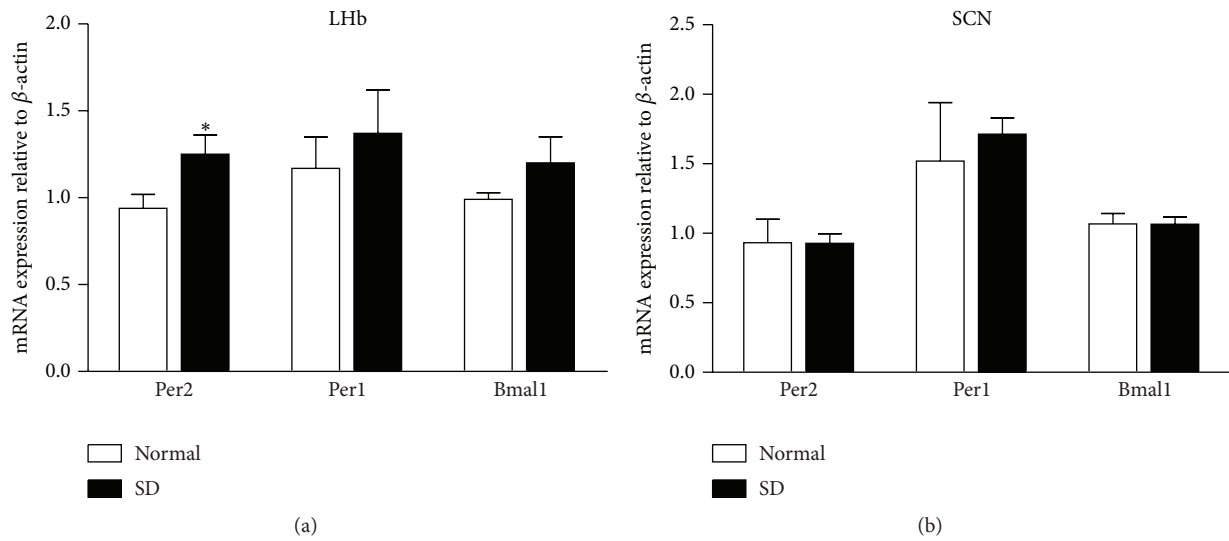 LHb
mRNA expression relative to β-actin
2.0
1.5
1.0
0.5
0.0
*
Per2 Per1 Bmal1
Normal
SD
(a)
SCN
mRNA expression relative to β-actin
2.5
2.0
1.5
1.0
0.5
0.0
Per2 Per1 Bmal1
Normal
SD
(b)